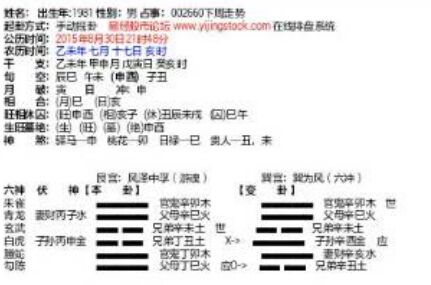 姓名: 出生年:1981 性别: 男 占事: 002660下周走势
起卦方式: 手动摇卦 易经股市论坛 www.yijingstock.com 在线排盘系统
公历时间: 2015年8月30日21时48分
农历时间: 乙未年 七月 十七日 亥时
干 支: 乙未年 甲申月 戊寅日 癸亥时
旬 空: 辰巳 午未 (申酉) 子丑
月 破: 寅 日 冲: 申
相 合: (月)巳 (日)亥
旺相休囚: (旺)申酉 (相)亥子 (休)丑辰未戌 (囚)巳午
生旺墓绝: (生) (旺) (墓) (绝)申酉
神 煞: 驿马—申 桃花—卯 日禄—巳 贵人—丑, 未
艮宫: 风泽中孚 (游魂) 巽宫: 巽为风 (六冲)
六神 伏 神 【本 卦】 【变 卦】
朱雀 官鬼辛卯木 官鬼辛卯木 世
青龙 妻财丙子水 父母辛巳火 父母辛巳火
玄武 兄弟辛未土 世 兄弟辛未土
白虎 子孙丙申金 兄弟丁丑土 X-> 子孙辛酉金 应
螣蛇 官鬼丁卯木 妻财辛亥水
勾陈 父母丁巳火 应O-> 兄弟辛丑土